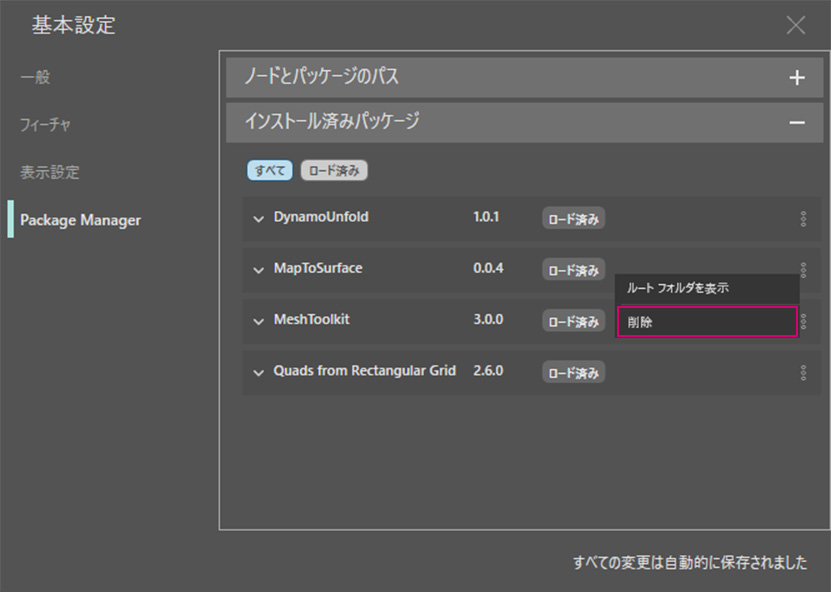 基本設定
一般
フィーチャ
表示設定
Package Manager
ノードとパッケージのパス
インストール済みパッケージ
すべて ロード済み
DynamoUnfold 1.0.1 ロード済み
MapToSurface 0.0.4 ロード済み
ルート フォルダを表示
MeshToolkit 3.0.0 ロード済み
削除
Quads from Rectangular Grid 2.6.0 ロード済み
すべての変更は自動的に保存されました